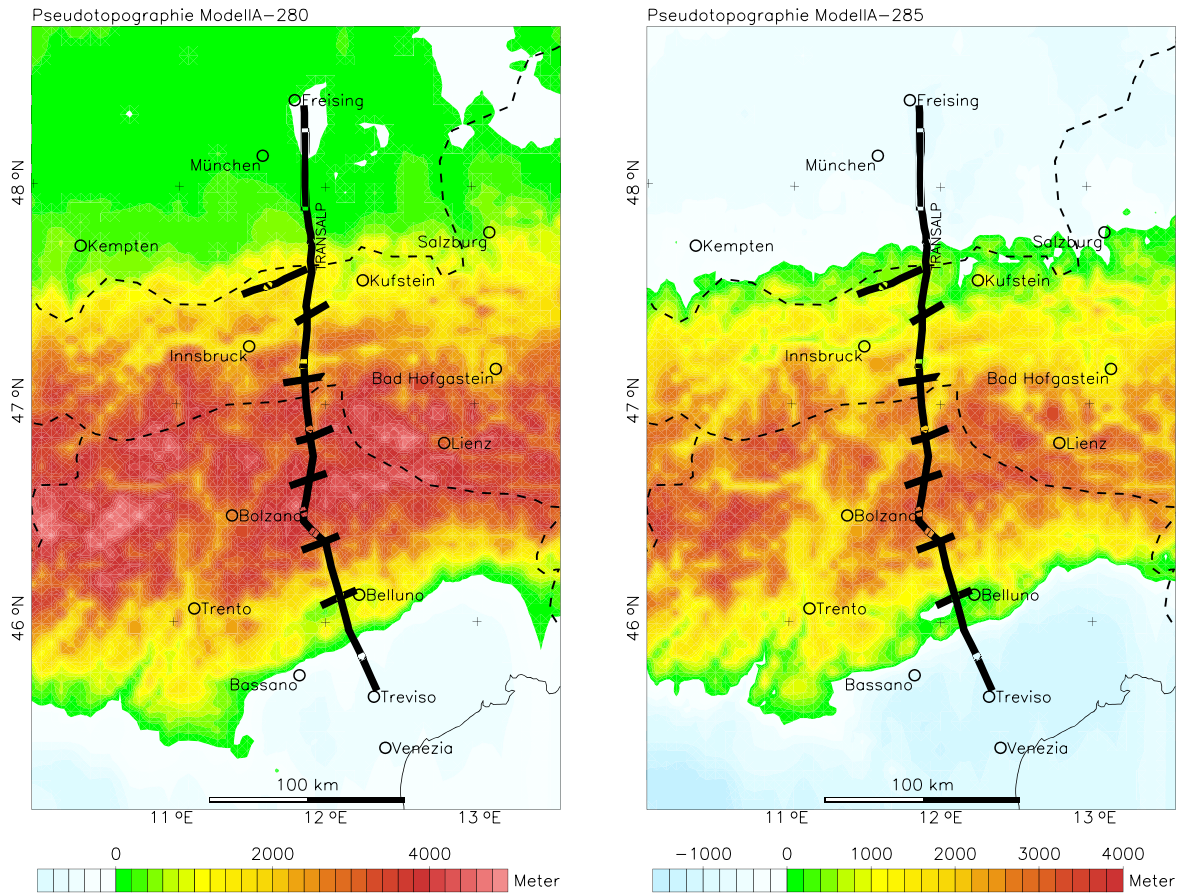 Pseudotopographie ModellA-280
Freising
München
48°N
TRANSALP
Salzburg
Kempten
Kufstein
Innsbruck
Bad Hofgastein
47°N
Lienz
Bolzano
Trento
Belluno
46°N
Bassano
Treviso
Venezia
100 km
11°E 12°E 13°E
0 2000 4000
Meter
Pseudotopographie ModellA-285
Freising
München
48°N
TRANSALP
Salzburg
Kempten
Kufstein
Innsbruck
Bad Hofgastein
47°N
Lienz
Bolzano
Trento
Belluno
46°N
Bassano
Treviso
Venezia
100 km
11°E 12°E 13°E
-1000 0 1000 2000 3000 4000
Meter